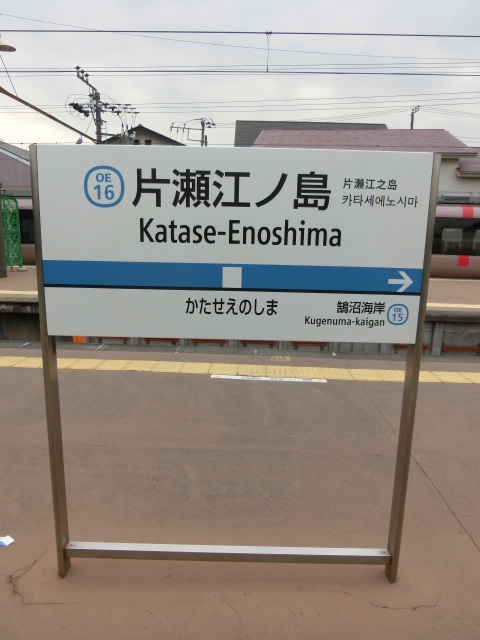 OE
16
片瀬江ノ島
片瀬江之岛
카타세에노시마
Katase-Enoshima
かたせえのしま
鵠沼海岸
Kugenuma-kaigan
OE
15